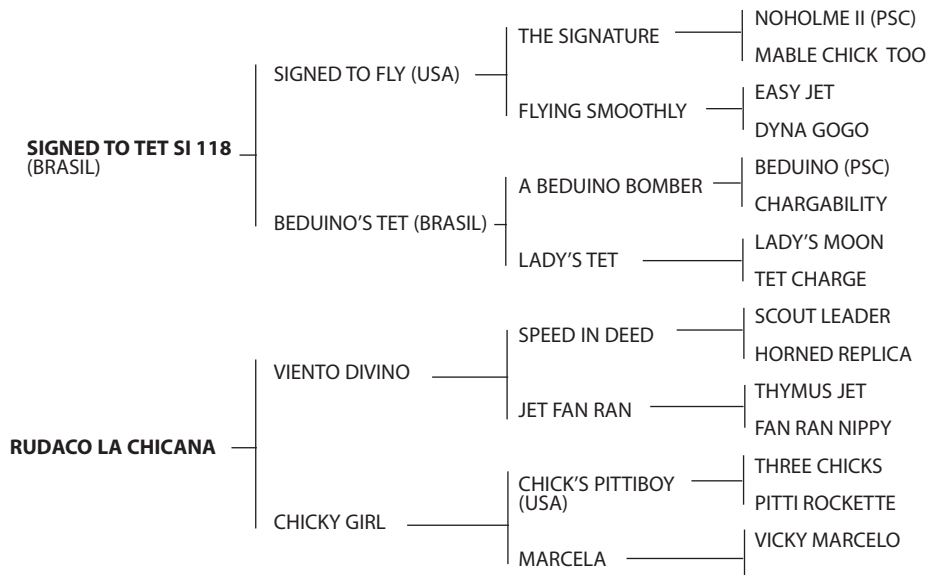 NOHOLME II (PSC)
THE SIGNATURE
MABLE CHICK TOO
SIGNED TO FLY (USA)
EASY JET
FLYING SMOOTHLY
DYNA GOGO
SIGNED TO TET SI 118
(BRASIL)
BEDUINO (PSC)
A BEDUINO BOMBER
CHARGABILITY
BEDUINO'S TET (BRASIL)
LADY'S MOON
LADY'S TET
TET CHARGE
SCOUT LEADER
SPEED IN DEED
HORNED REPLICA
VIENTO DIVINO
THYMUS JET
JET FAN RAN
FAN RAN NIPPY
RUDACO LA CHICANA
THREE CHICKS
CHICK'S PITTIBOY
(USA)
PITTI ROCKETTE
CHICKY GIRL
VICKY MARCELO
MARCELA